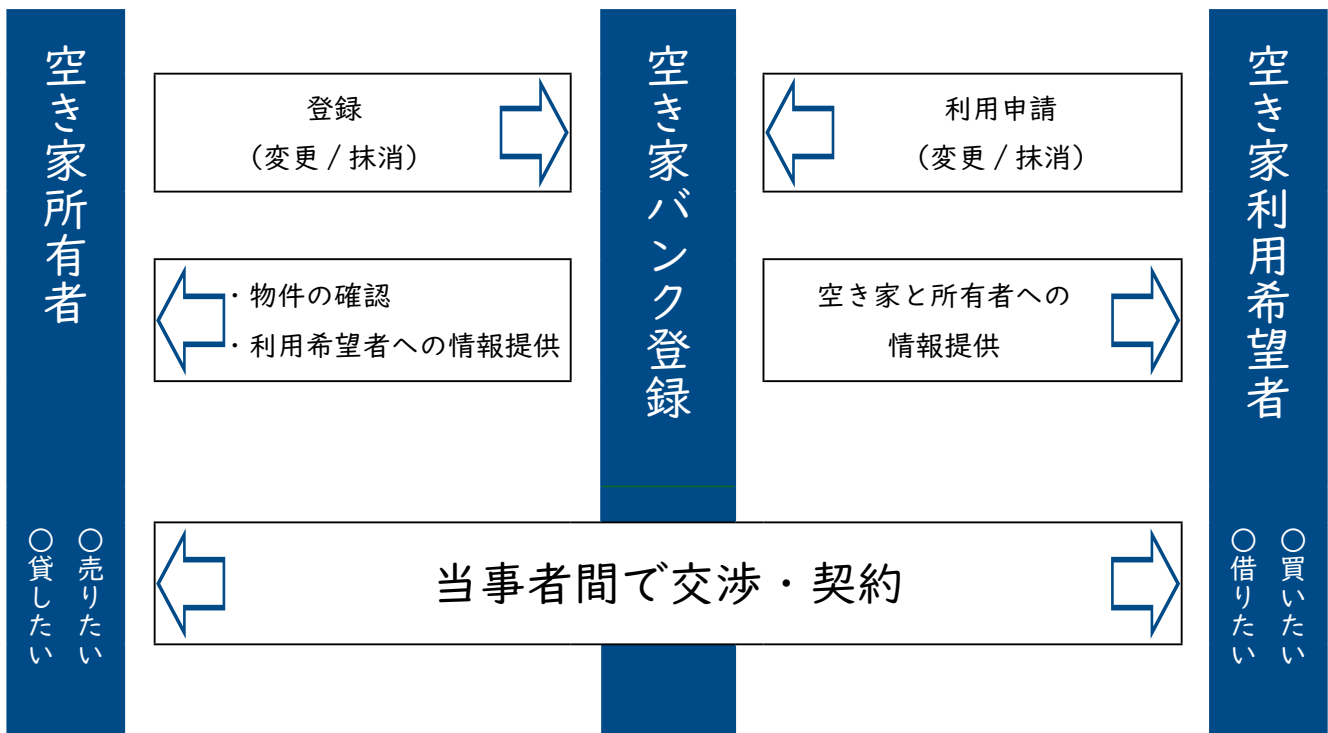 空き家所有者
○売りたい
○貸したい
登録
（変更 / 抹消）
・物件の確認
・利用希望者への情報提供
空き家バンク登録
利用申請
（変更 / 抹消）
空き家と所有者への
情報提供
空き家利用希望者
○買いたい
○借りたい
当事者間で交渉・契約